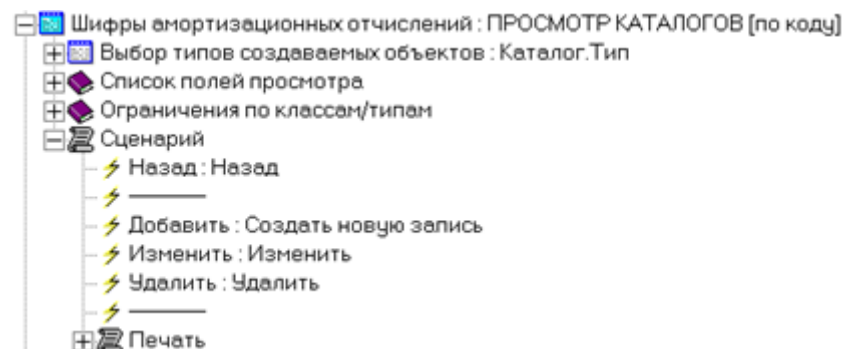 Шифры амортизационных отчислений : ПРОСМОТР КАТАЛОГОВ [по коду]
Выбор типов создаваемых объектов : Каталог.Тип
Список полей просмотра
Ограничения по классам/типам
Сценарий
Назад : Назад
Добавить : Создать новую запись
Изменить : Изменить
Удалить : Удалить
Печать